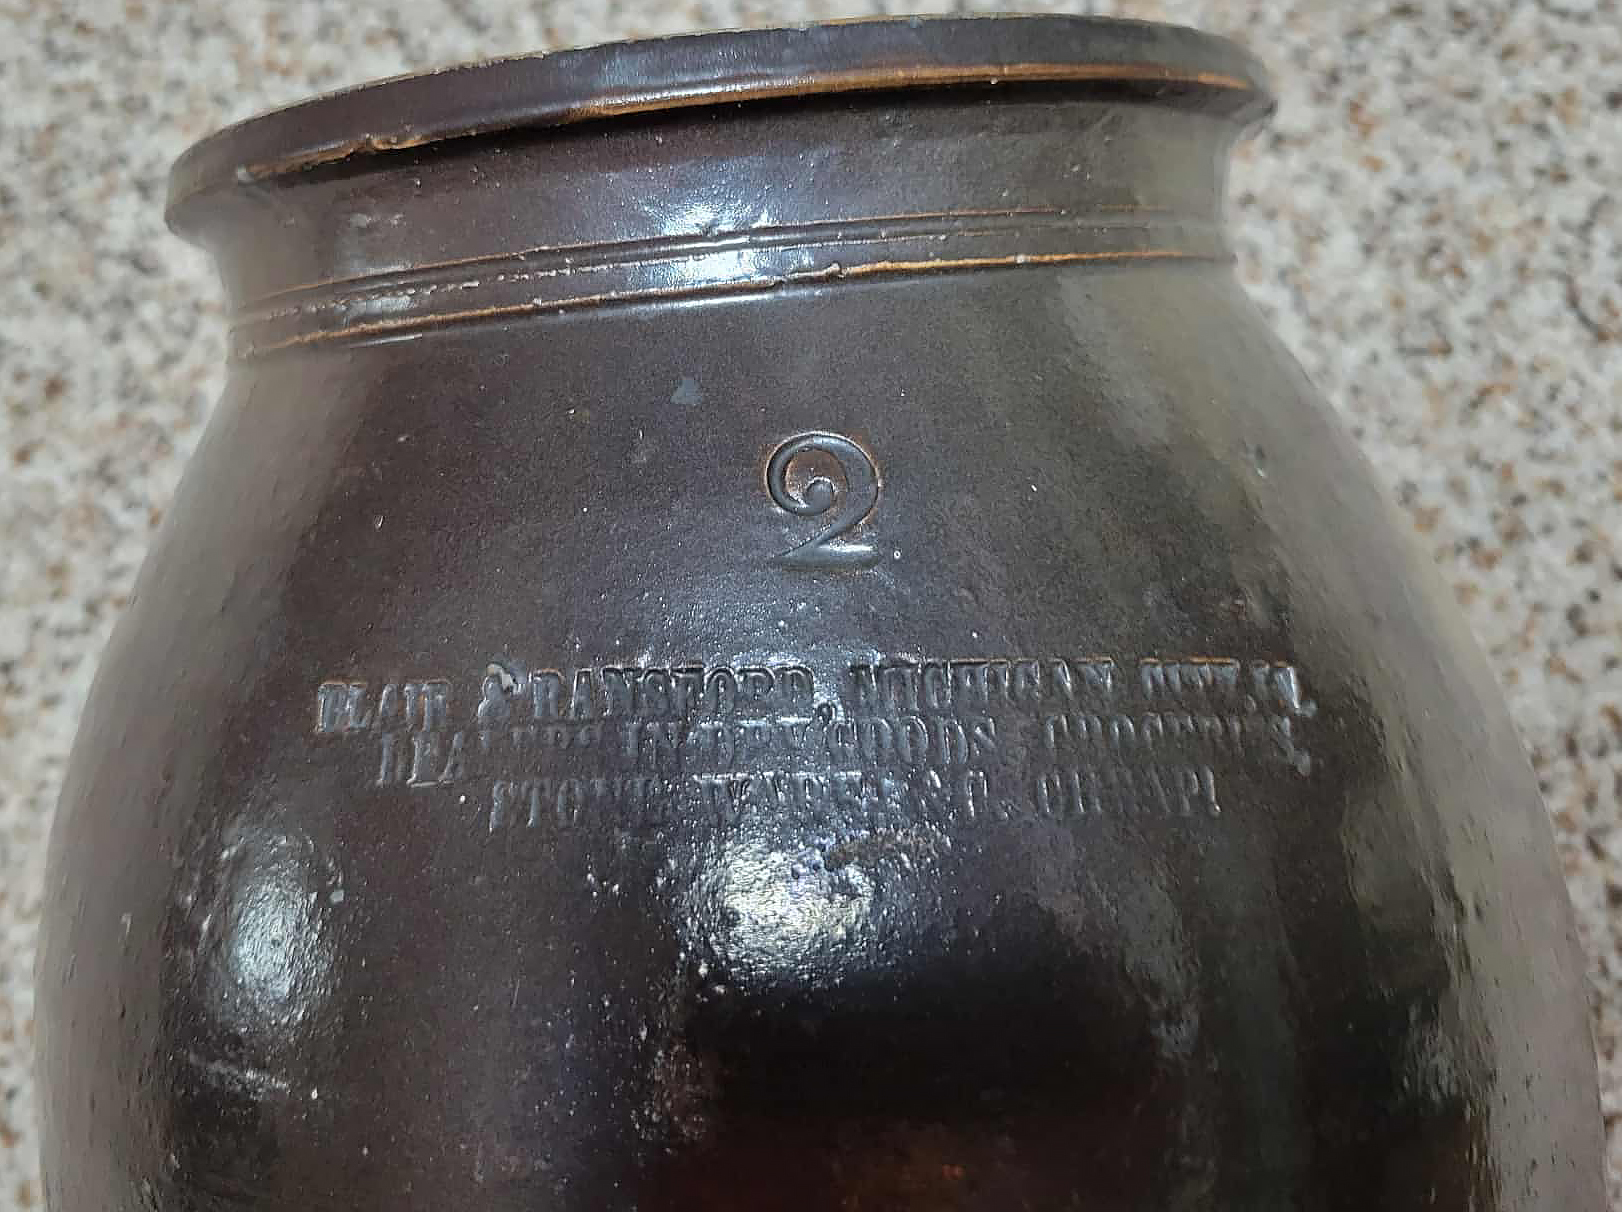 2
BLAIR & RANSFORD, MICHIGAN CITY, IA.
DEALERS IN DRY GOODS, GROCERIES,
STONE WARE &C. CHEAP!